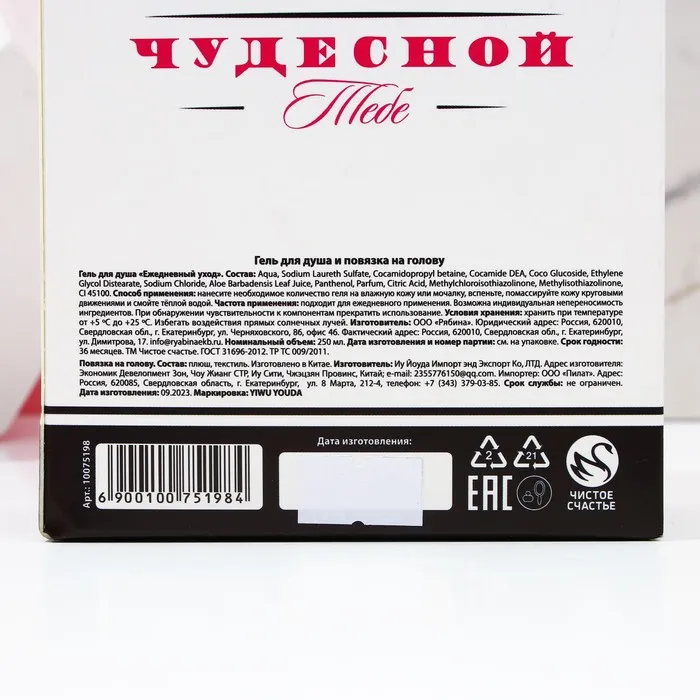 ЧУДЕСНОЙ
Тебе
Гель для душа и повязка на голову
Гель для душа «Ежедневный уход». Состав: Aqua, Sodium Laureth Sulfate, Cocamidopropyl betaine, Cocamide DEA, Coco Glucoside, Ethylene
Glycol Distearate, Sodium Chloride, Aloe Barbadensis Leaf Juice, Panthenol, Parfum, Citric Acid, Methylchloroisothiazolinone, Methylisothiazolinone,
CI 45100. Способ применения: нанесите необходимое количество геля на влажную кожу или мочалку, вспеньте, помассируйте кожу круговыми
движениями и смойте тёплой водой. Частота применения: подходит для ежедневного применения. Возможна индивидуальная непереносимость
ингредиентов. При обнаружении чувствительности к компонентам прекратить использование. Условия хранения: хранить при температуре
от +5 ºС до +25 ºС. Избегать воздействия прямых солнечных лучей. Изготовитель: ООО «Рябина». Юридический адрес: Россия, 620010,
Свердловская обл., г. Екатеринбург, ул. Черняховского, 86, офис 46. Фактический адрес: Россия, 620010, Свердловская обл., г. Екатеринбург,
ул. Димитрова, 17. info@ryabinaekb.ru. Номинальный объем: 250 мл. Дата изготовления и номер партии: см. на упаковке. Срок годности:
36 месяцев. ТМ Чистое счастье. ГОСТ 31696-2012. ТР ТС 009/2011.
Повязка на голову. Состав: плюш, текстиль. Изготовлено в Китае. Изготовитель: Иу Йоуда Импорт энд Экспорт Ко, ЛТД. Адрес изготовителя:
Экономик Девелопмент Зон, Чоу Жианг СТР, Иу Сити, Чжэцзян Провинс, Китай; e-mail: 2355776150@qq.com. Импортер: ООО «Пилат». Адрес:
Россия, 620085, Свердловская область, г. Екатеринбург, ул. 8 Марта, 212-4, телефон: +7 (343) 379-03-85. Срок службы: не ограничен.
Дата изготовления: 09.2023. Маркировка: YIWU YOUDA
Арт.: 10075198
6 900100 751984
Дата изготовления:
2
21
EAC
ЧИСТОЕ
СЧАСТЬЕ